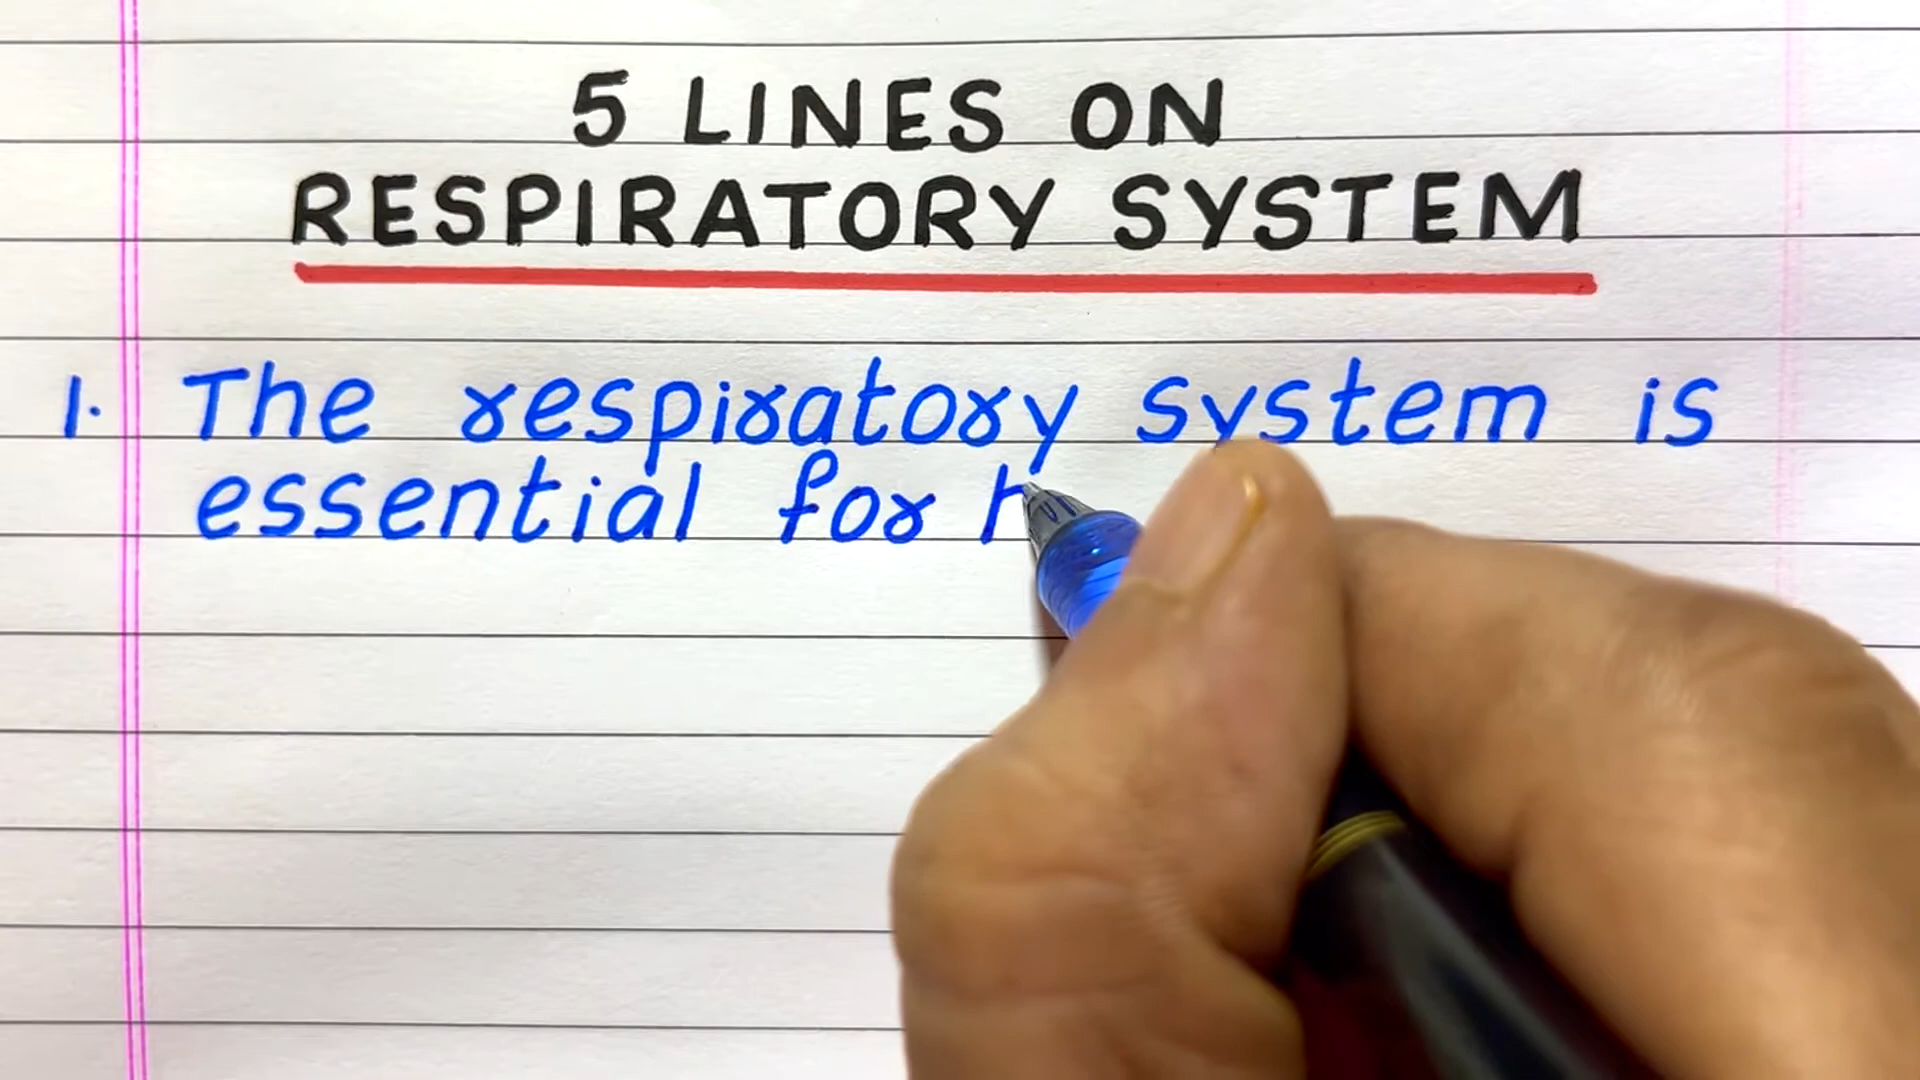 5 LINES ON
RESPIRATORY SYSTEM
1. The respiratory system is
essential for h